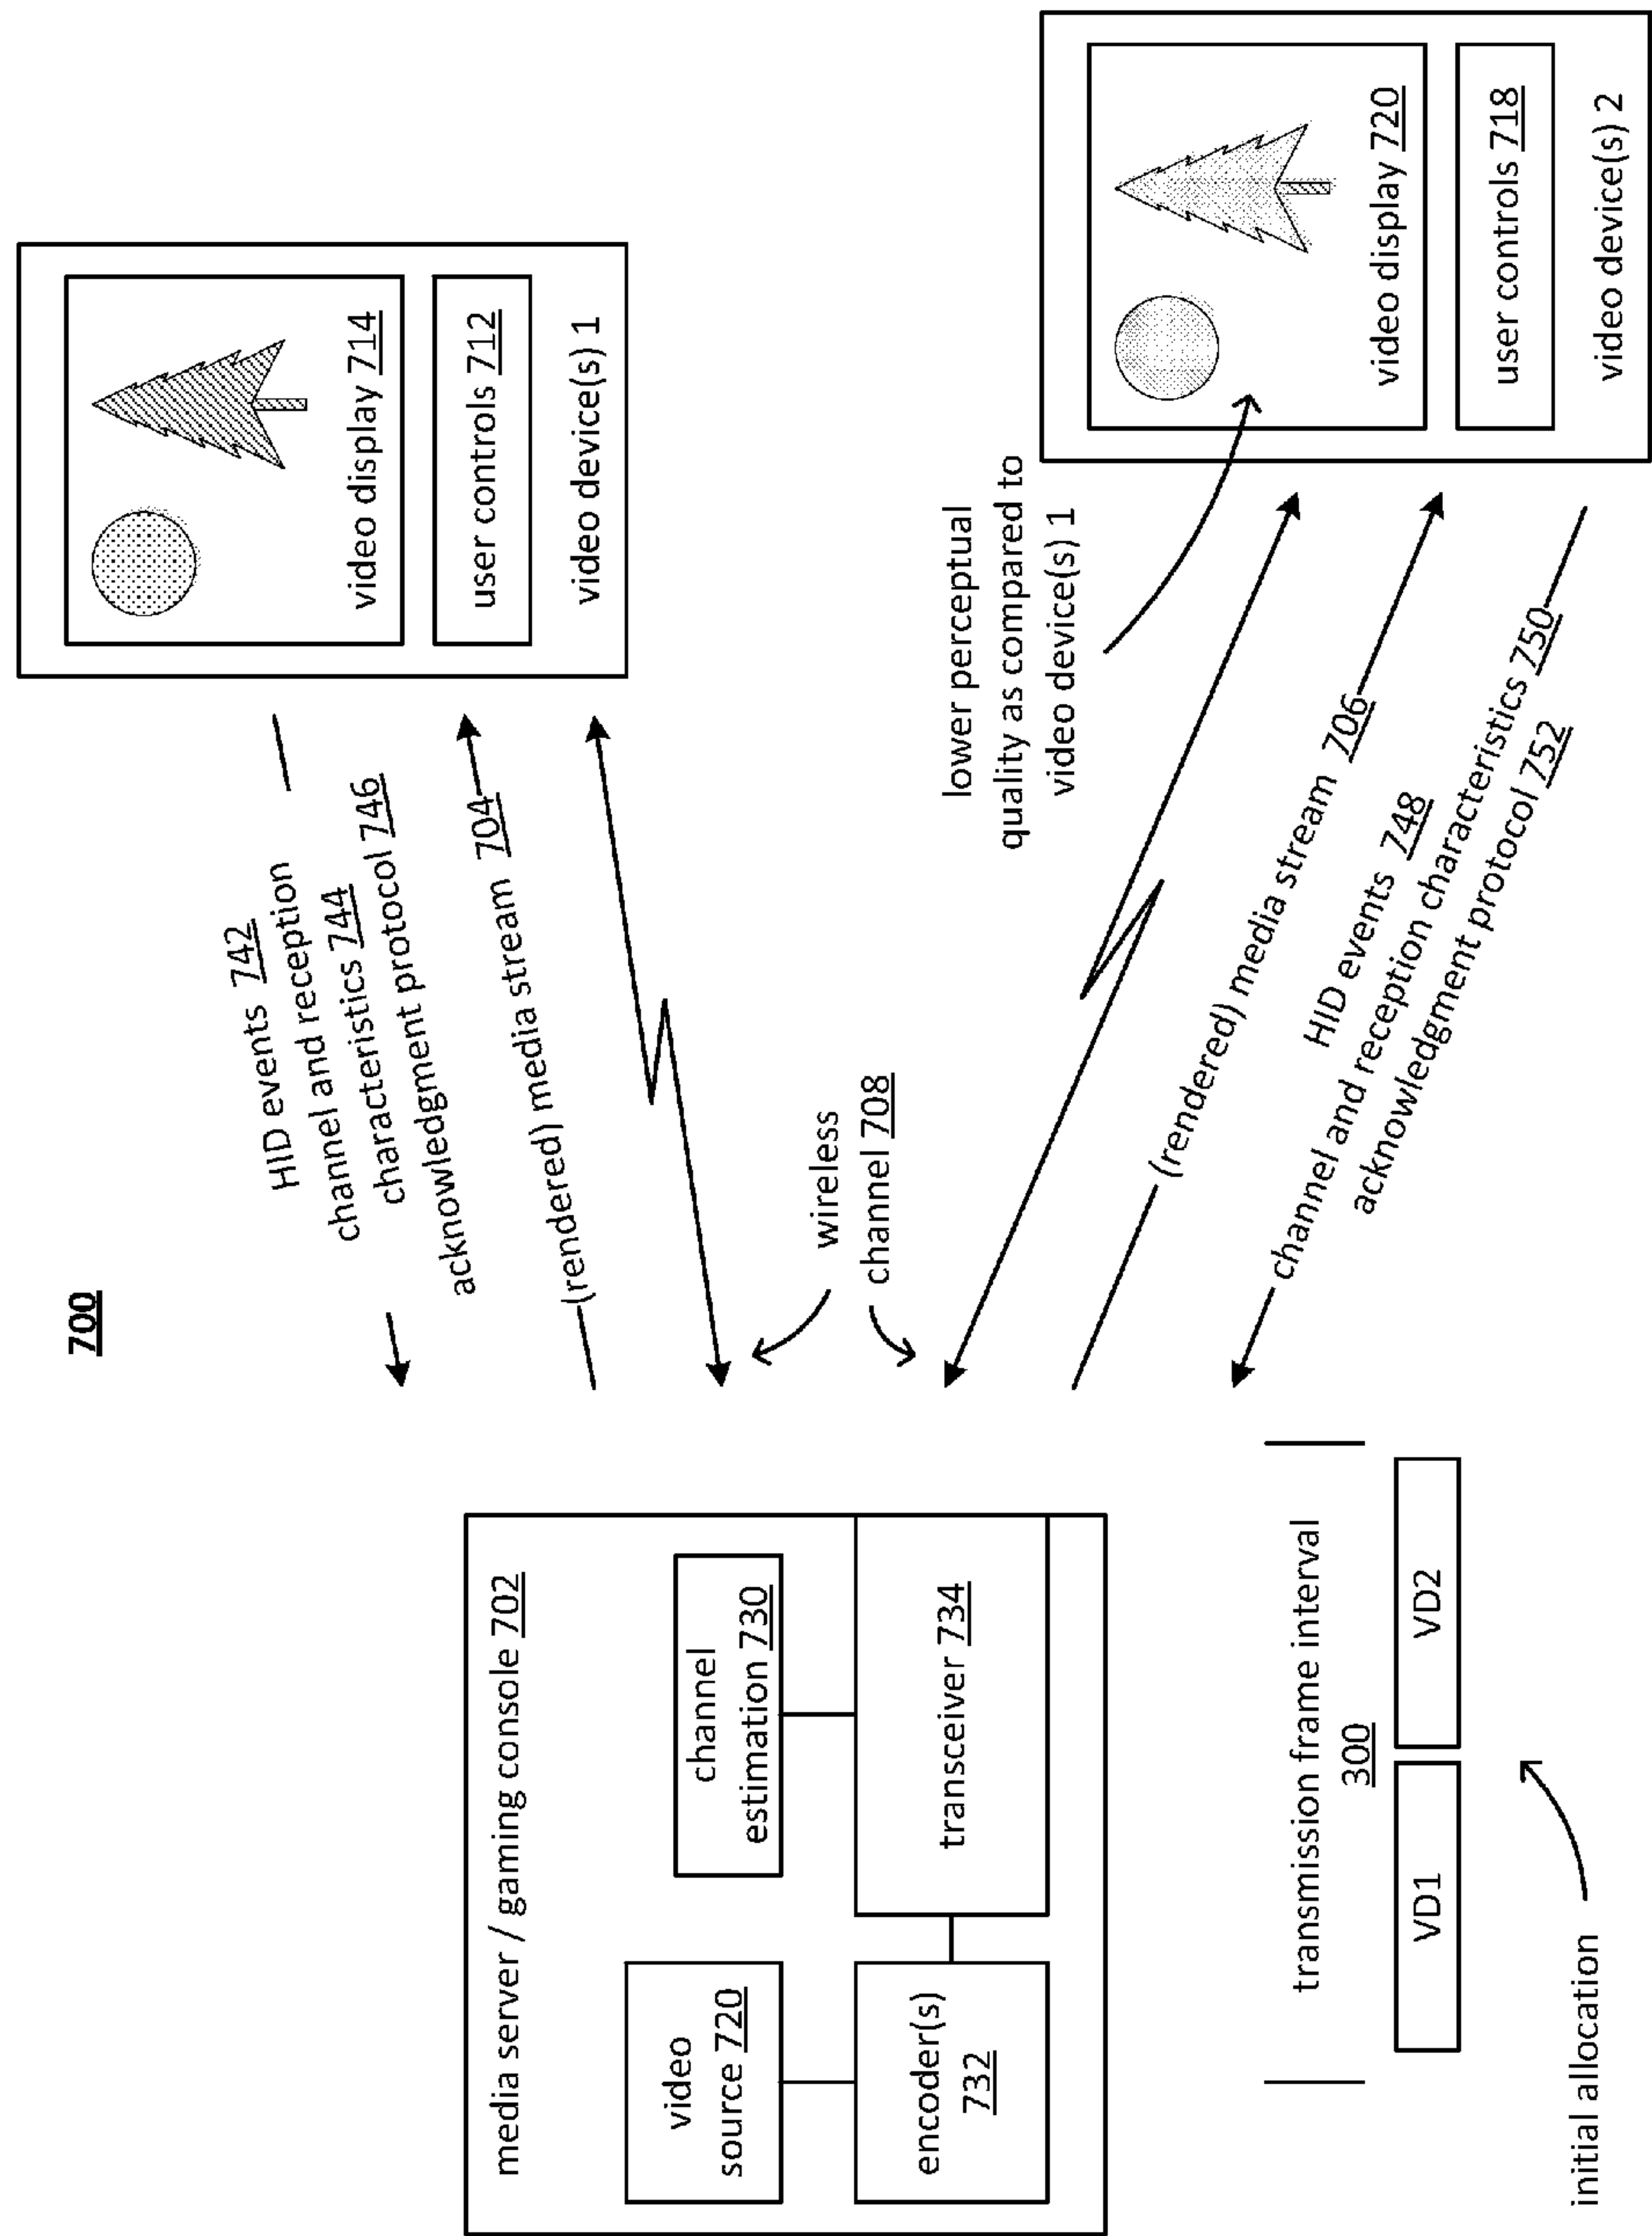 700
media server / gaming console 702
video
source 720
channel
estimation 730
encoder(s)
732
transceiver 734
transmission frame interval
300
VD1
VD2
initial allocation
HID events 742
channel and reception
characteristics 744
character protocol 746
acknowledgment
(rendered) media stream 704
wireless
channel 708
(rendered) media stream 706
HID events 748
channel and reception characteristics 750
acknowledgment protocol 752
video display 714
user controls 712
video device(s) 1
lower perceptual
quality as compared to
video device(s) 1
video display 720
user controls 718
video device(s) 2